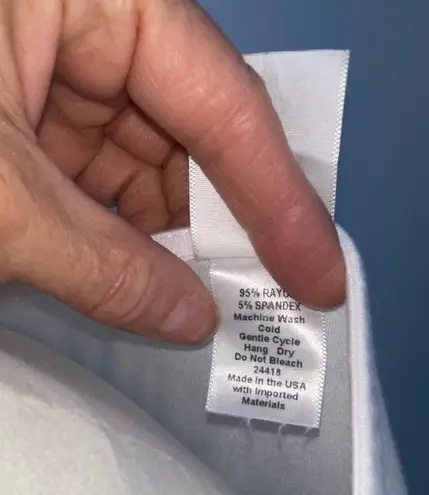 95% RAYO
5% SPANDEX
Machine Wash
Cold
Gentle Cycle
Hang Dry
Do Not Bleach
24418
Made in the USA
with Imported
Materials